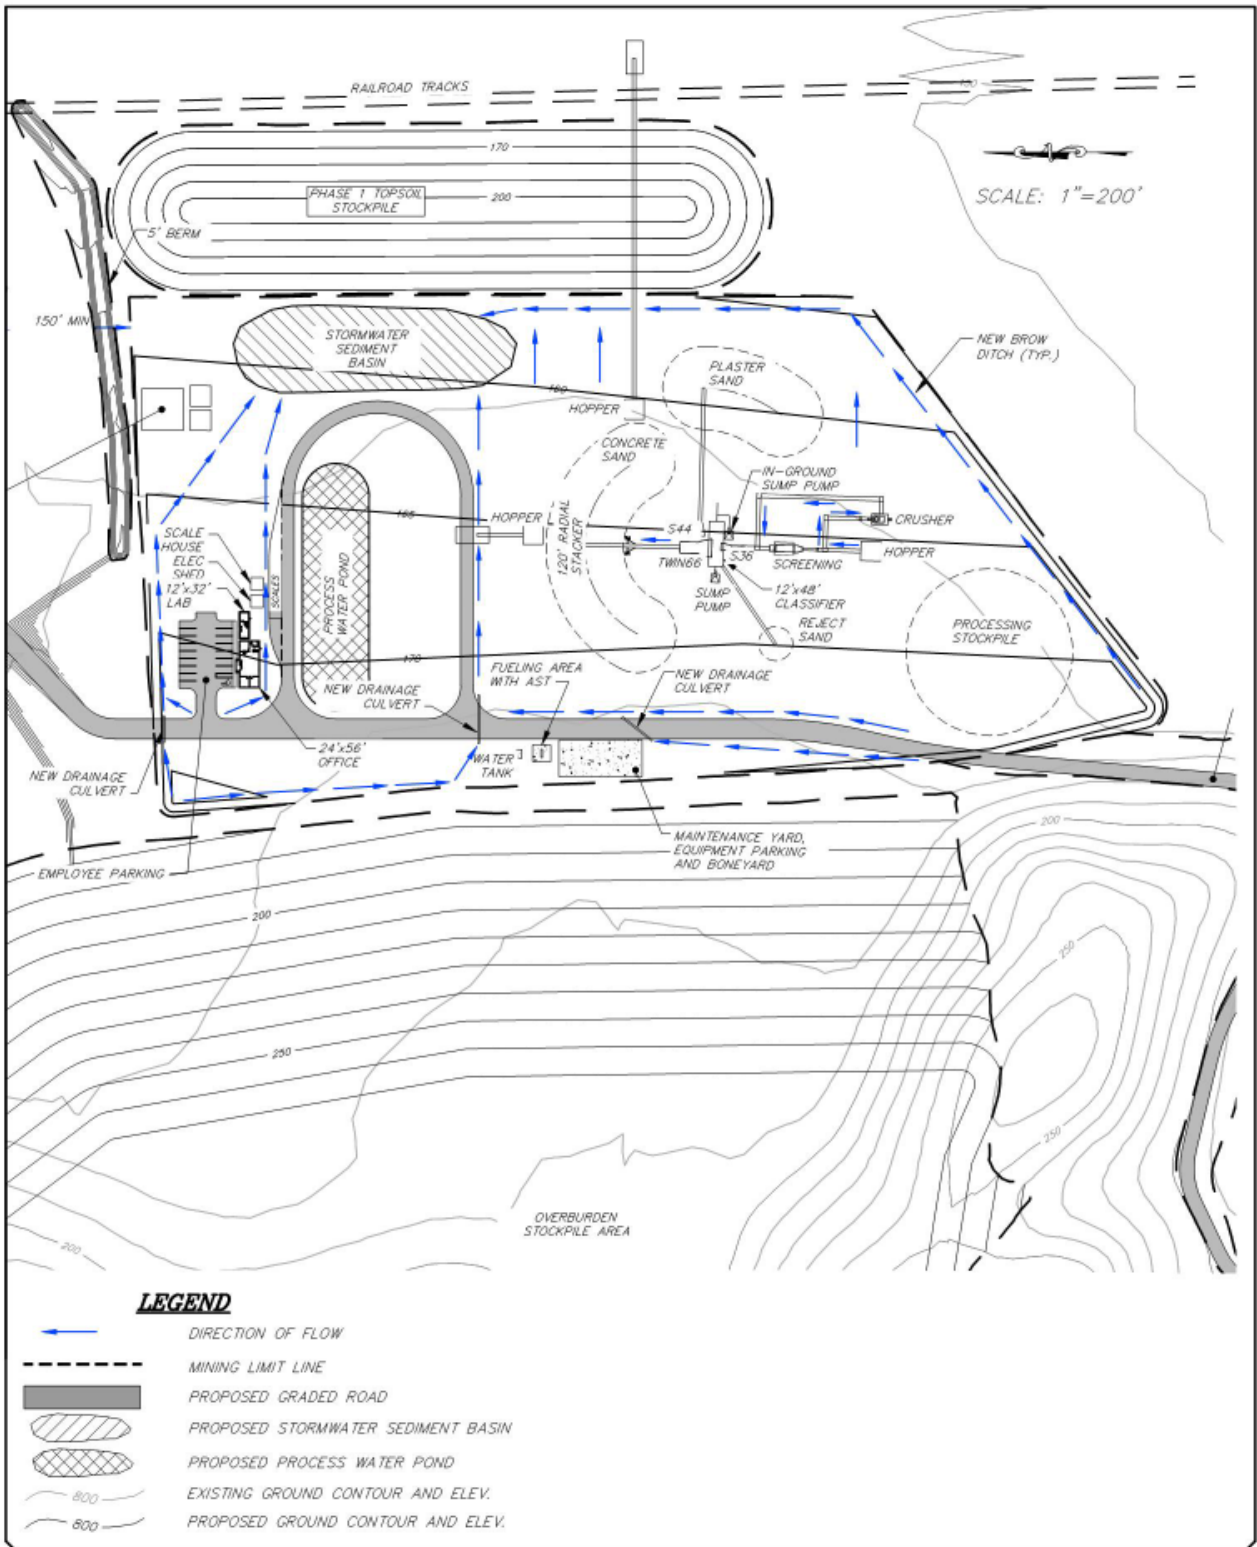 RAILROAD TRACKS
SCALE: 1"=200'
170
PHASE 1 TOPSOIL
STOCKPILE
200
5' BERM
150' MIN
STORMWATER
SEDIMENT
BASIN
NEW BROW
DITCH (TYP.)
PLASTER
SAND
HOPPER
CONCRETE
SAND
IN-GROUND
SUMP PUMP
165
HOPPER
S44
CRUSHER
120' RADIAL
STACKER
SCALE
HOUSE
ELEC
SHED
12'x32'
LAB
SCALES
PROCESS
WATER POND
TWIN66
S36
SCREENING
HOPPER
SUMP
PUMP
12'x48'
CLASSIFIER
REJECT
SAND
PROCESSING
STOCKPILE
170
FUELING AREA
WITH AST
NEW DRAINAGE
CULVERT
NEW DRAINAGE
CULVERT
24'x56'
OFFICE
WATER
TANK
NEW DRAINAGE
CULVERT
MAINTENANCE YARD,
EQUIPMENT PARKING
AND BONEYARD
200
EMPLOYEE PARKING
200
250
250
250
200
OVERBURDEN
STOCKPILE AREA
LEGEND
DIRECTION OF FLOW
MINING LIMIT LINE
PROPOSED GRADED ROAD
PROPOSED STORMWATER SEDIMENT BASIN
PROPOSED PROCESS WATER POND
800 EXISTING GROUND CONTOUR AND ELEV.
800 PROPOSED GROUND CONTOUR AND ELEV.